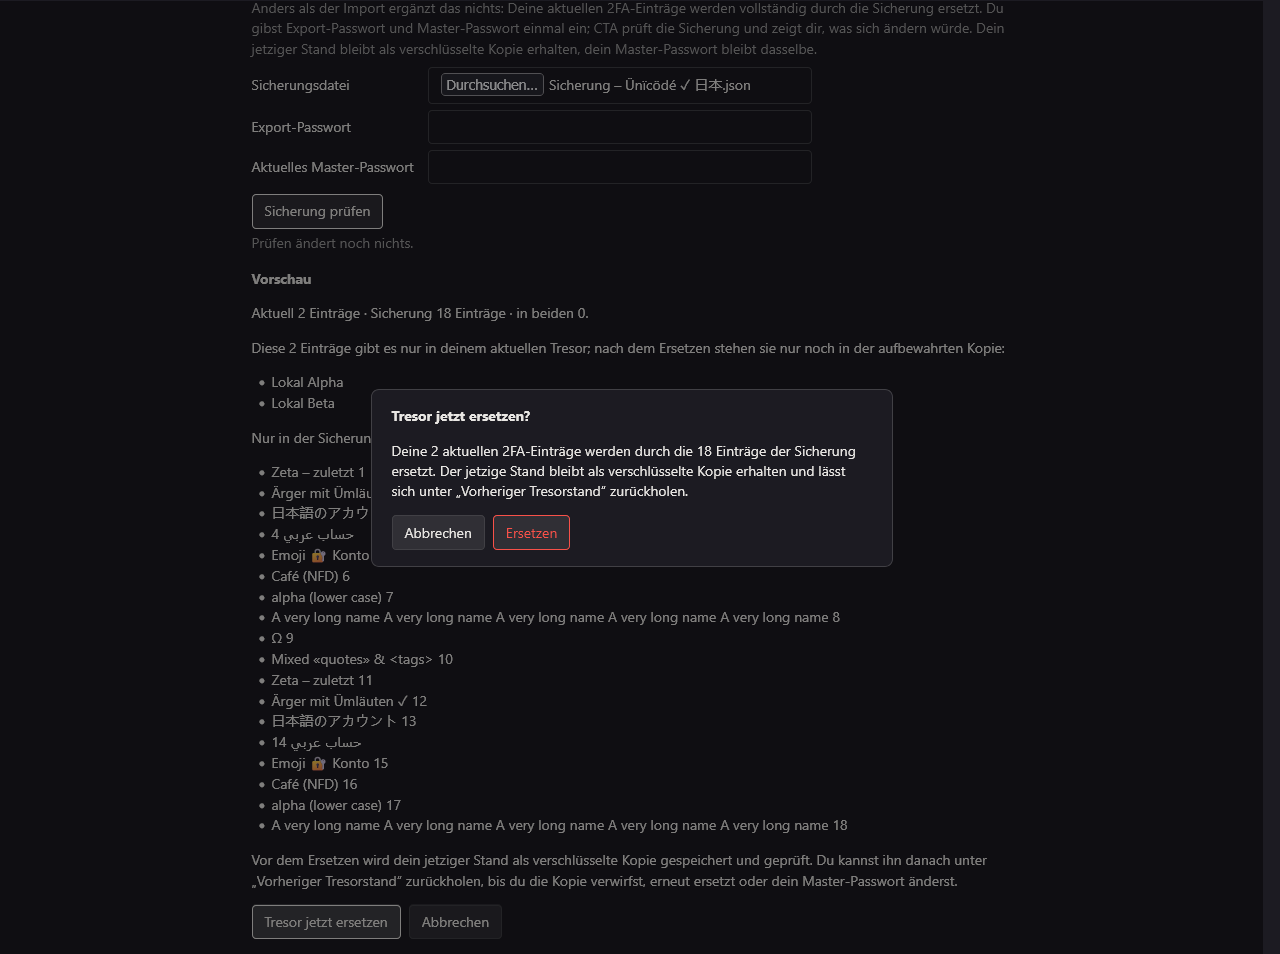 Anders als der Import ergänzt das nichts: Deine aktuellen 2FA-Einträge werden vollständig durch die Sicherung ersetzt. Du
gibst Export-Passwort und Master-Passwort einmal ein; CTA prüft die Sicherung und zeigt dir, was sich ändern würde. Dein
jetziger Stand bleibt als verschlüsselte Kopie erhalten, dein Master-Passwort bleibt dasselbe.
Sicherungsdatei
Durchsuchen... Sicherung – Ünïcödé ✓ 日本.json
Export-Passwort
Aktuelles Master-Passwort
Sicherung prüfen
Prüfen ändert noch nichts.
Vorschau
Aktuell 2 Einträge · Sicherung 18 Einträge · in beiden 0.
Diese 2 Einträge gibt es nur in deinem aktuellen Tresor; nach dem Ersetzen stehen sie nur noch in der aufbewahrten Kopie:
Lokal Alpha
Lokal Beta
Nur in der Sicherun
Zeta – zuletzt 1
Ärger mit Ümläu
日本語のアカウ
حساب عربي 4
Emoji 🔐 Konto
Café (NFD) 6
alpha (lower case) 7
A very long name A very long name A very long name A very long name A very long name 8
Ω 9
Mixed «quotes» & <tags> 10
Zeta – zuletzt 11
Ärger mit Ümläuten ✓ 12
日本語のアカウント 13
حساب عربي 14
Emoji 🔐 Konto 15
Café (NFD) 16
alpha (lower case) 17
A very long name A very long name A very long name A very long name A very long name 18
Vor dem Ersetzen wird dein jetziger Stand als verschlüsselte Kopie gespeichert und geprüft. Du kannst ihn danach unter
„Vorheriger Tresorstand“ zurückholen, bis du die Kopie verwirfst, erneut ersetzt oder dein Master-Passwort änderst.
Tresor jetzt ersetzen
Abbrechen
Tresor jetzt ersetzen?
Deine 2 aktuellen 2FA-Einträge werden durch die 18 Einträge der Sicherung
ersetzt. Der jetzige Stand bleibt als verschlüsselte Kopie erhalten und lässt
sich unter „Vorheriger Tresorstand“ zurückholen.
Abbrechen
Ersetzen